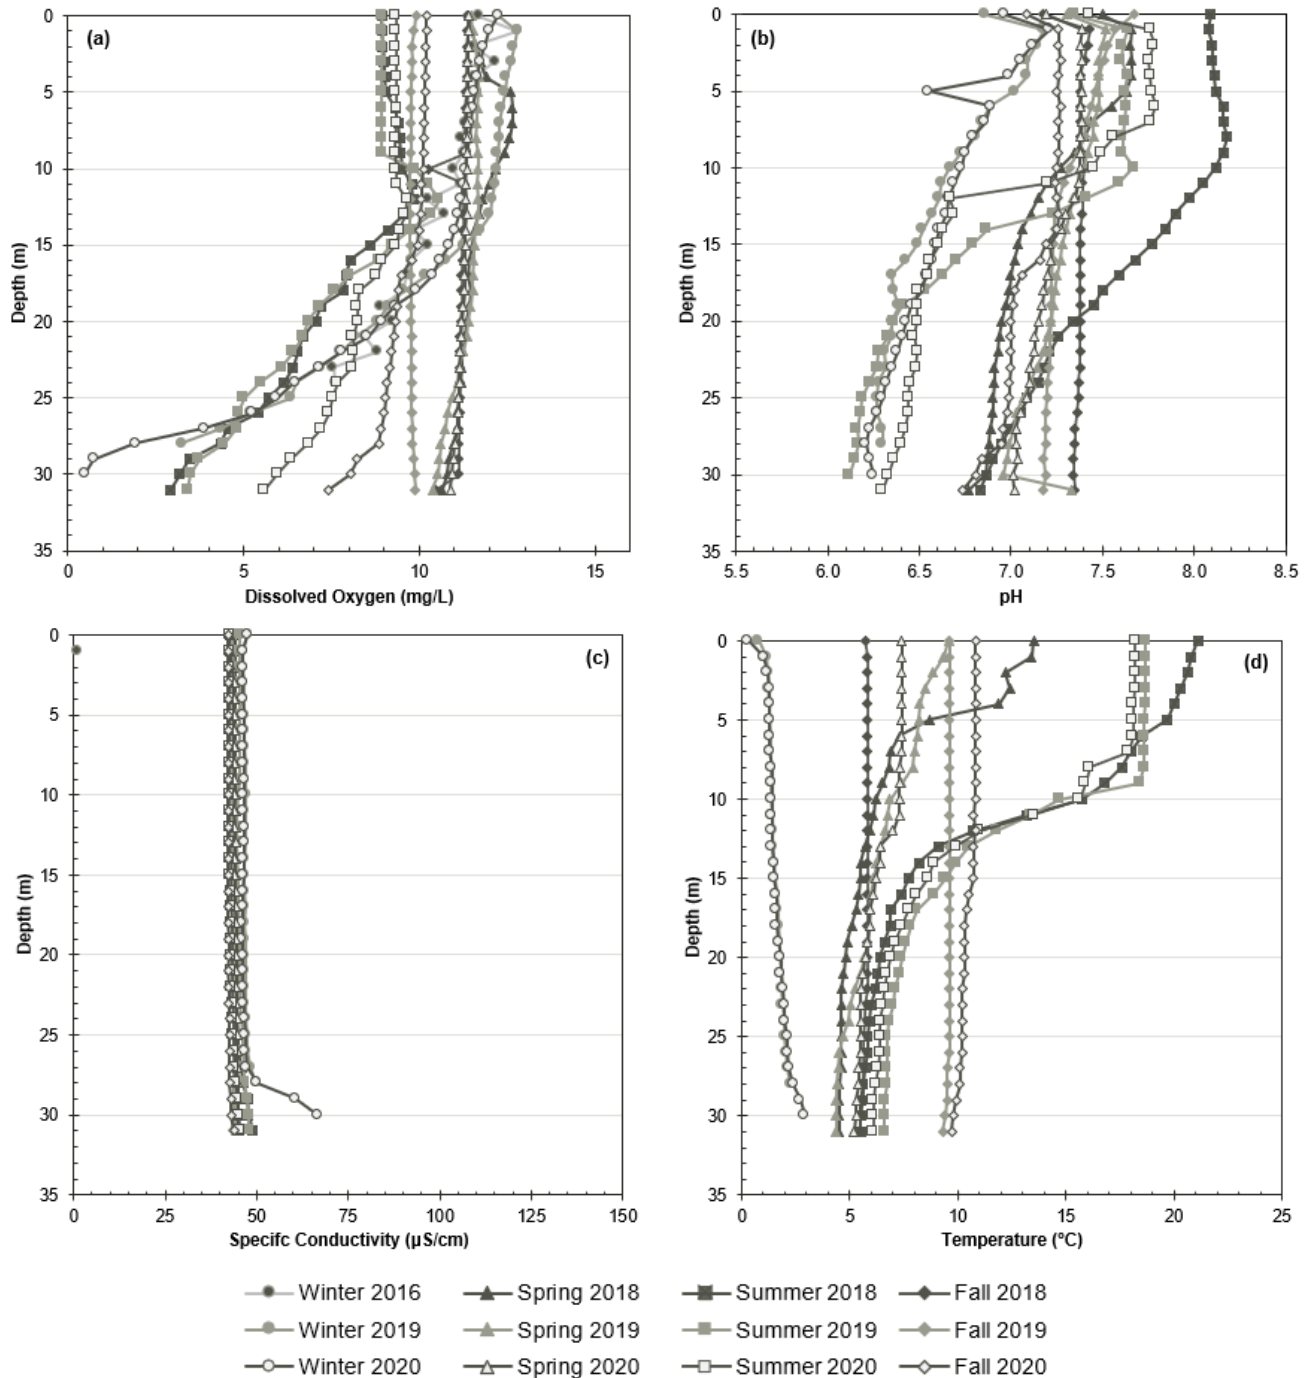 (a)
0
5
10
15
20
25
30
35
Depth (m)
0
5
10
15
Dissolved Oxygen (mg/L)
(b)
0
5
10
15
20
25
30
35
Depth (m)
5.5
6.0
6.5
7.0
7.5
8.0
8.5
pH
(c)
0
5
10
15
20
25
30
35
Depth (m)
0
25
50
75
100
125
150
Specifc Conductivity (µS/cm)
(d)
0
5
10
15
20
25
30
35
Depth (m)
0
5
10
15
20
25
Temperature (°C)
Winter 2016
Spring 2018
Summer 2018
Fall 2018
Winter 2019
Spring 2019
Summer 2019
Fall 2019
Winter 2020
Spring 2020
Summer 2020
Fall 2020